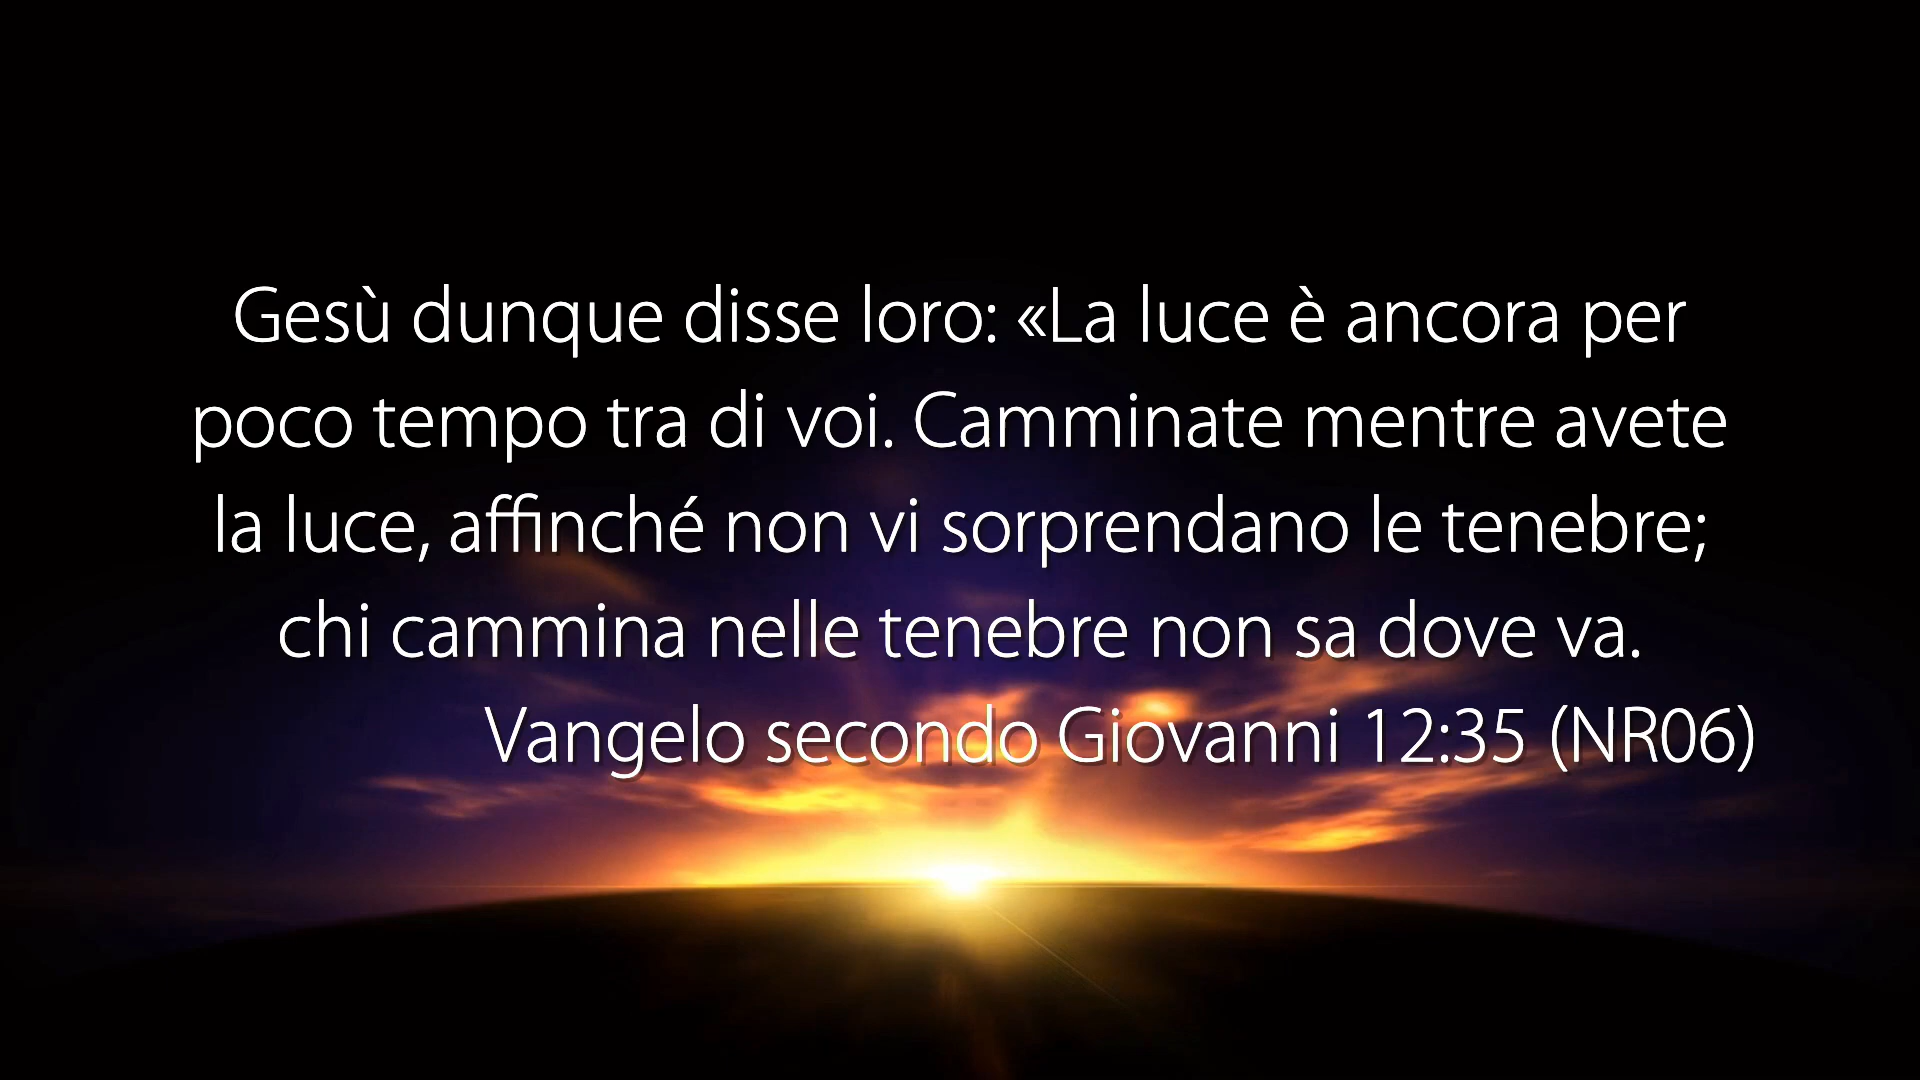 Gesù dunque disse loro: «La luce è ancora per
poco tempo tra di voi. Camminate mentre avete
la luce, affinché non vi sorprendano le tenebre;
chi cammina nelle tenebre non sa dove va.
Vangelo secondo Giovanni 12:35 (NR06)